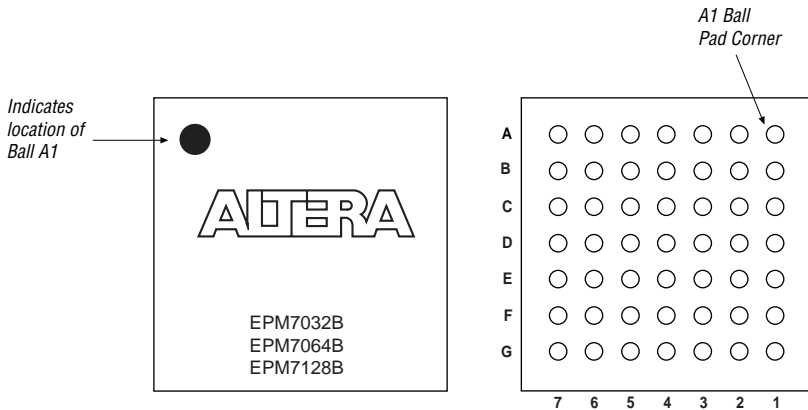 A1 Ball
Pad Corner
Indicates
location of
Ball A1
ALTERA
EPM7032B
EPM7064B
EPM7128B
A
B
C
D
E
F
G
7 6 5 4 3 2 1